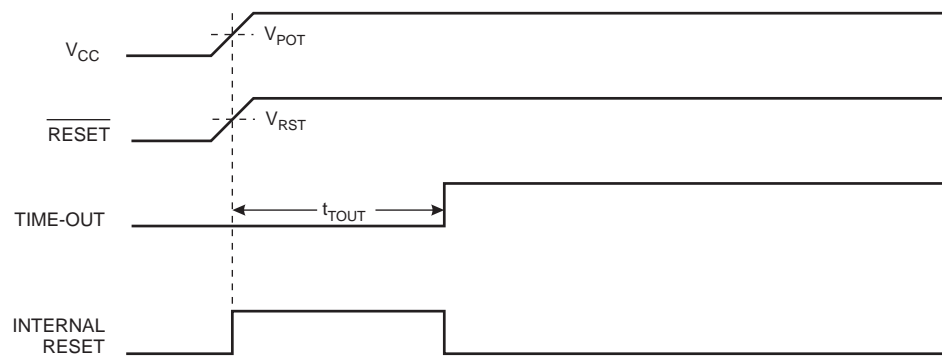 V_CC
V_POT
RESET
V_RST
TIME-OUT
t_TOUT
INTERNAL
RESET